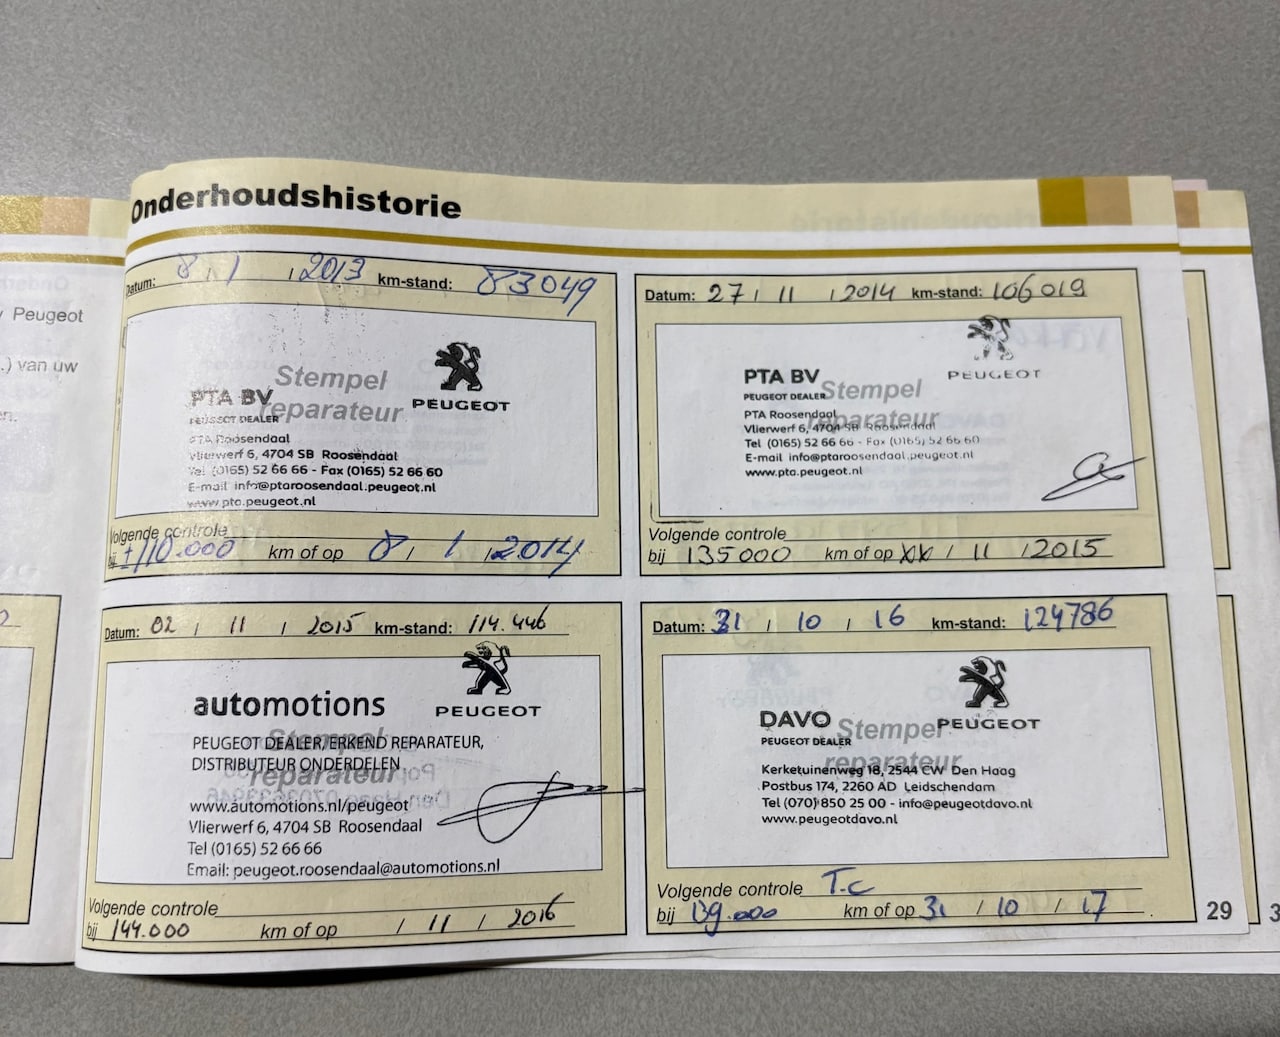 Onderhoudshistorie
Peugeot
.) van uw
Datum: 8 / 1 / 2013 km-stand: 83049
Stempel
reparateur
PEUGEOT
PTA BV
PEUGEOT DEALER
PTA Roosendaal
Vlierwerf 6, 4704 SB Roosendaal
Tel (0165) 52 66 66 - Fax (0165) 52 66 60
E-mail info@ptaroosendaal.peugeot.nl
www.pta.peugeot.nl
Volgende controle
bij ±110.000 km of op 8 / 1 / 2014
Datum: 27 / 11 / 2014 km-stand: 106019
PEUGEOT
PTA BV
PEUGEOT DEALER
Stempel
reparateur
PTA Roosendaal
Vlierwerf 6, 4704 SB Roosendaal
Tel (0165) 52 66 66 - Fax (0165) 52 66 60
E-mail info@ptaroosendaal.peugeot.nl
www.pta.peugeot.nl
Volgende controle
bij 135000 km of op XX / 11 / 2015
Datum: 02 / 11 / 2015 km-stand: 114.446
automotions
PEUGEOT
Stempel
reparateur
PEUGEOT DEALER, ERKEND REPARATEUR,
DISTRIBUTEUR ONDERDELEN
www.automotions.nl/peugeot
Vlierwerf 6, 4704 SB Roosendaal
Tel (0165) 52 66 66
Email: peugeot.roosendaal@automotions.nl
Volgende controle
bij 144.000 km of op / 11 / 2016
Datum: 31 / 10 / 16 km-stand: 124786
DAVO
PEUGEOT DEALER
Stempel
reparateur
PEUGEOT
Kerketuinenweg 18, 2544 CW Den Haag
Postbus 174, 2260 AD Leidschendam
Tel (070) 850 25 00 - info@peugeotdavo.nl
www.peugeotdavo.nl
Volgende controle T.C
bij 139.000 km of op 31 / 10 / 17
29